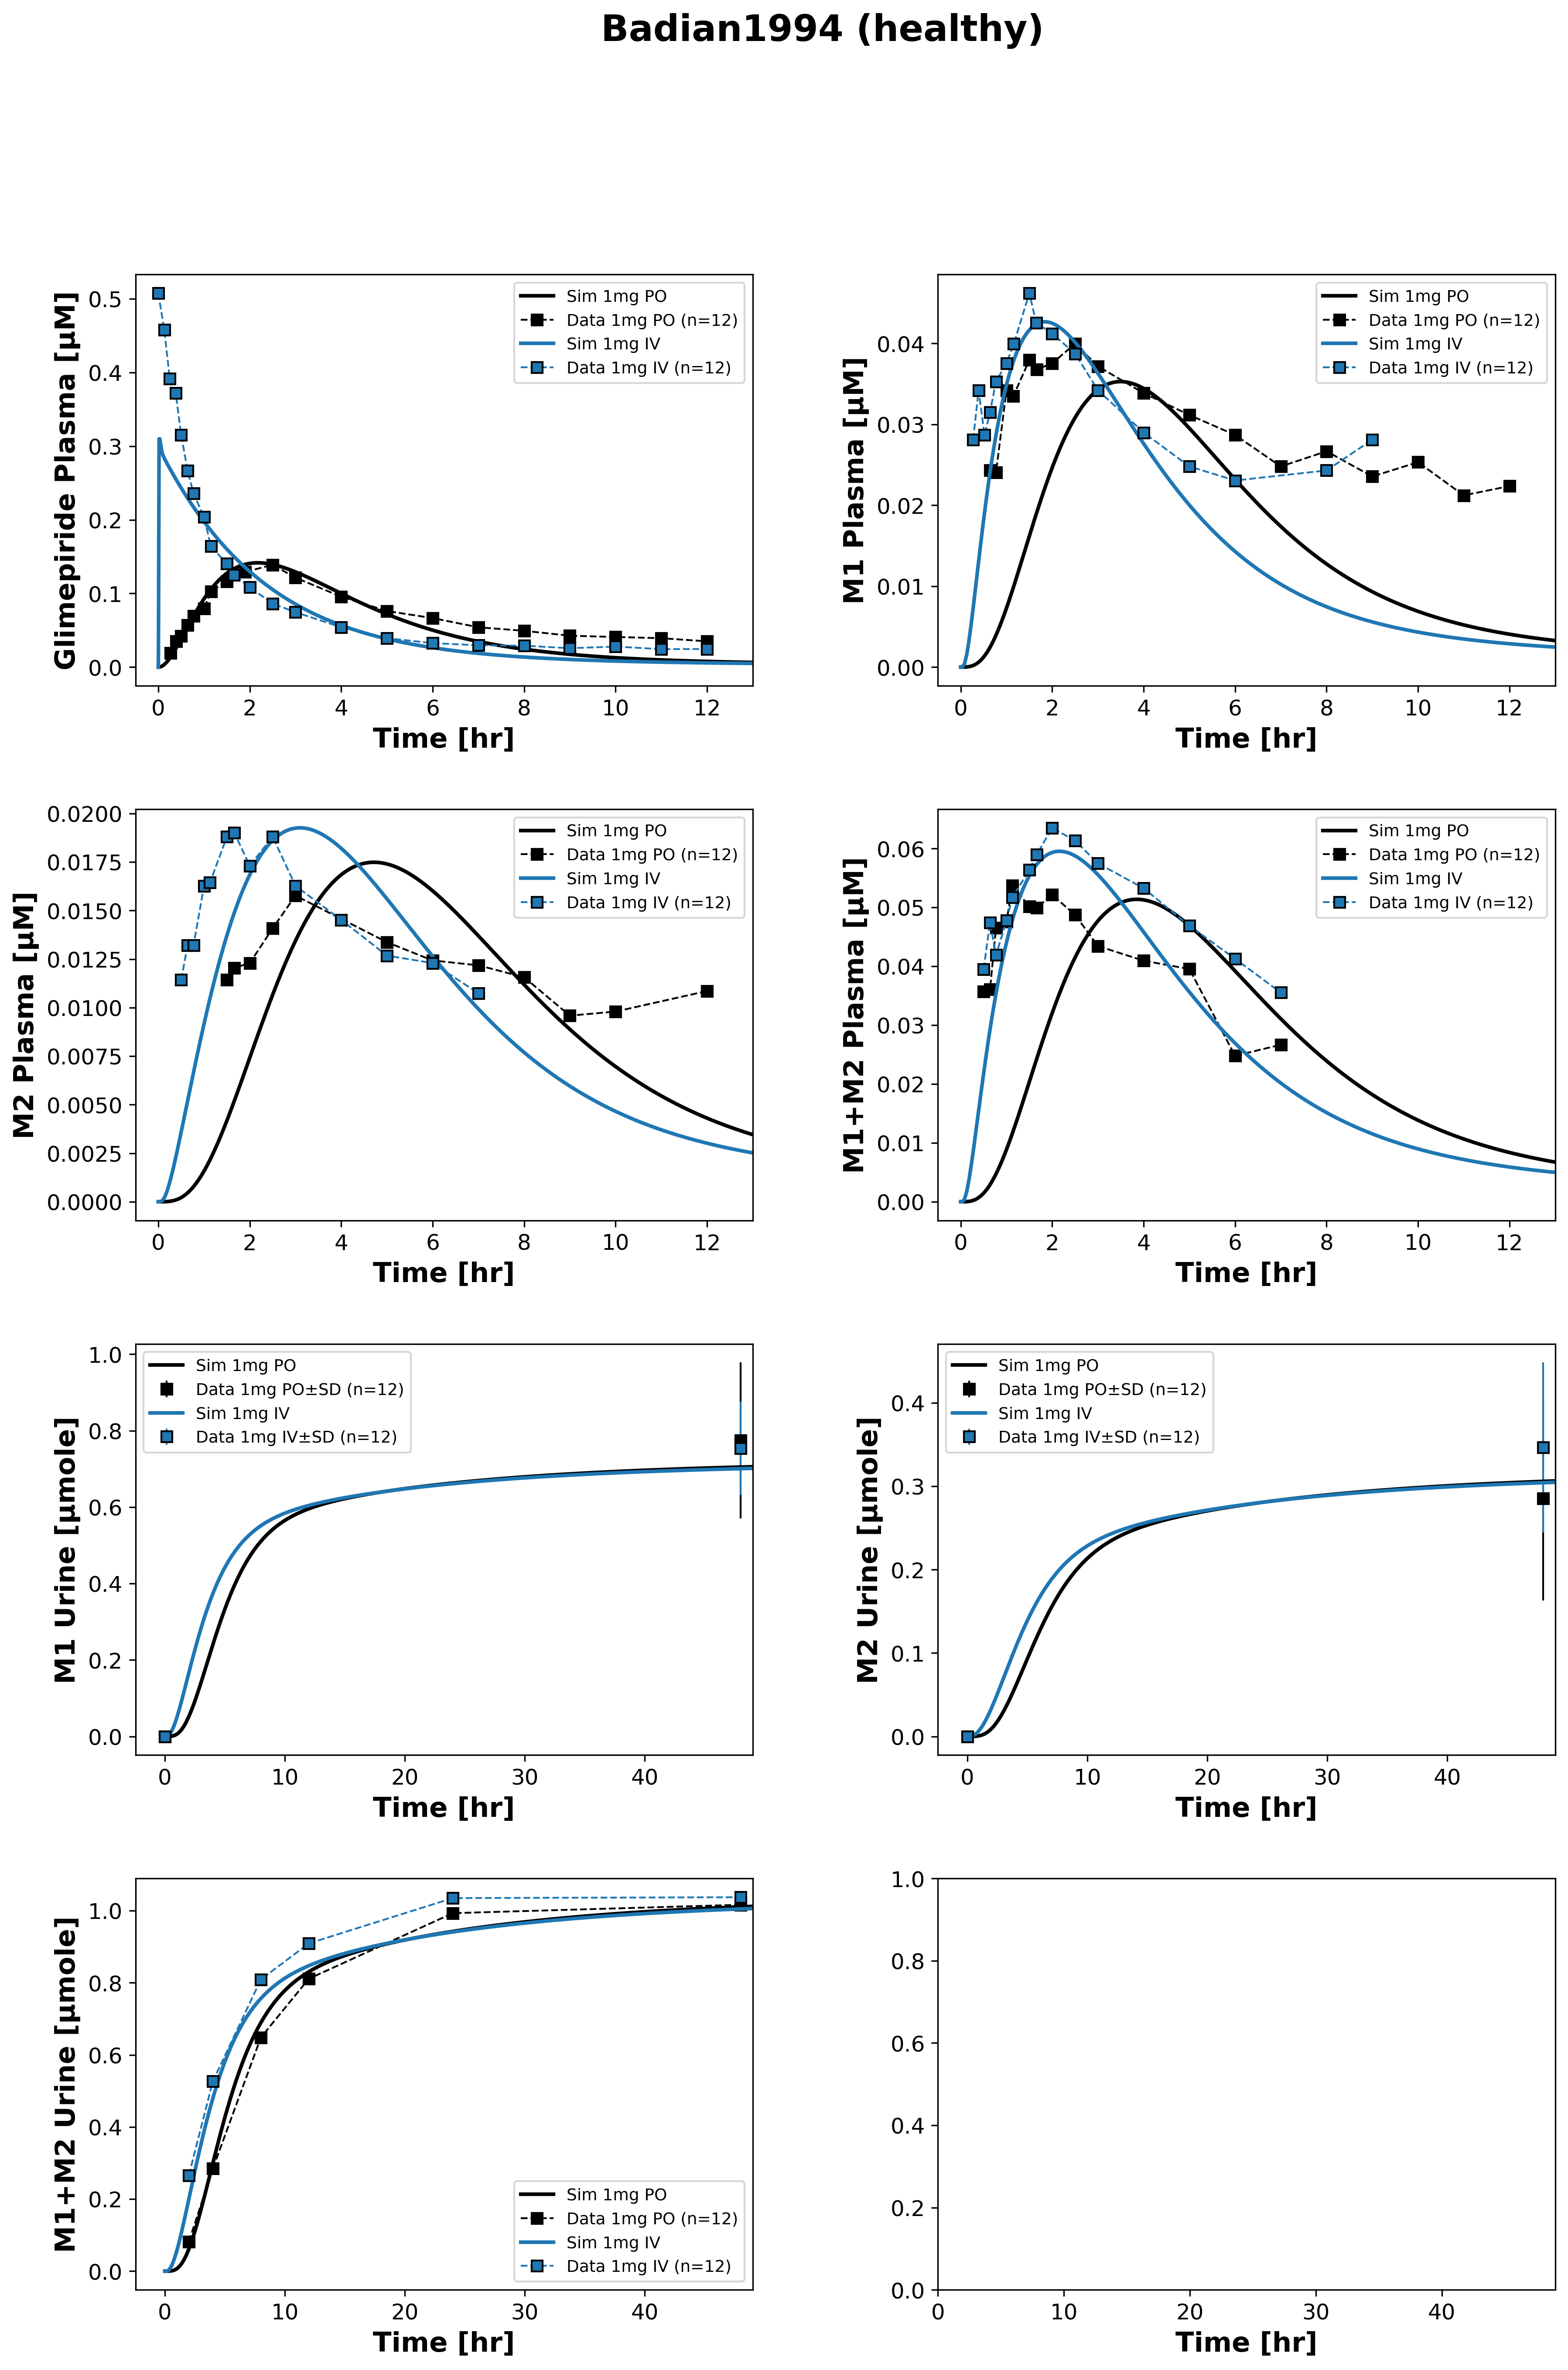 Badian1994 (healthy)
Glimepiride Plasma [µM]
0.5
0.4
0.3
0.2
0.1
0.0
Sim 1mg PO
Data 1mg PO (n=12)
Sim 1mg IV
Data 1mg IV (n=12)
0 2 4 6 8 10 12
Time [hr]
M1 Plasma [µM]
0.04
0.03
0.02
0.01
0.00
Sim 1mg PO
Data 1mg PO (n=12)
Sim 1mg IV
Data 1mg IV (n=12)
0 2 4 6 8 10 12
Time [hr]
M2 Plasma [µM]
0.0200
0.0175
0.0150
0.0125
0.0100
0.0075
0.0050
0.0025
0.0000
Sim 1mg PO
Data 1mg PO (n=12)
Sim 1mg IV
Data 1mg IV (n=12)
0 2 4 6 8 10 12
Time [hr]
M1+M2 Plasma [µM]
0.06
0.05
0.04
0.03
0.02
0.01
0.00
Sim 1mg PO
Data 1mg PO (n=12)
Sim 1mg IV
Data 1mg IV (n=12)
0 2 4 6 8 10 12
Time [hr]
M1 Urine [µmole]
1.0
0.8
0.6
0.4
0.2
0.0
Sim 1mg PO
Data 1mg PO±SD (n=12)
Sim 1mg IV
Data 1mg IV±SD (n=12)
0 10 20 30 40
Time [hr]
M2 Urine [µmole]
0.4
0.3
0.2
0.1
0.0
Sim 1mg PO
Data 1mg PO±SD (n=12)
Sim 1mg IV
Data 1mg IV±SD (n=12)
0 10 20 30 40
Time [hr]
M1+M2 Urine [µmole]
1.0
0.8
0.6
0.4
0.2
0.0
Sim 1mg PO
Data 1mg PO (n=12)
Sim 1mg IV
Data 1mg IV (n=12)
0 10 20 30 40
Time [hr]
1.0
0.8
0.6
0.4
0.2
0.0
0 10 20 30 40
Time [hr]